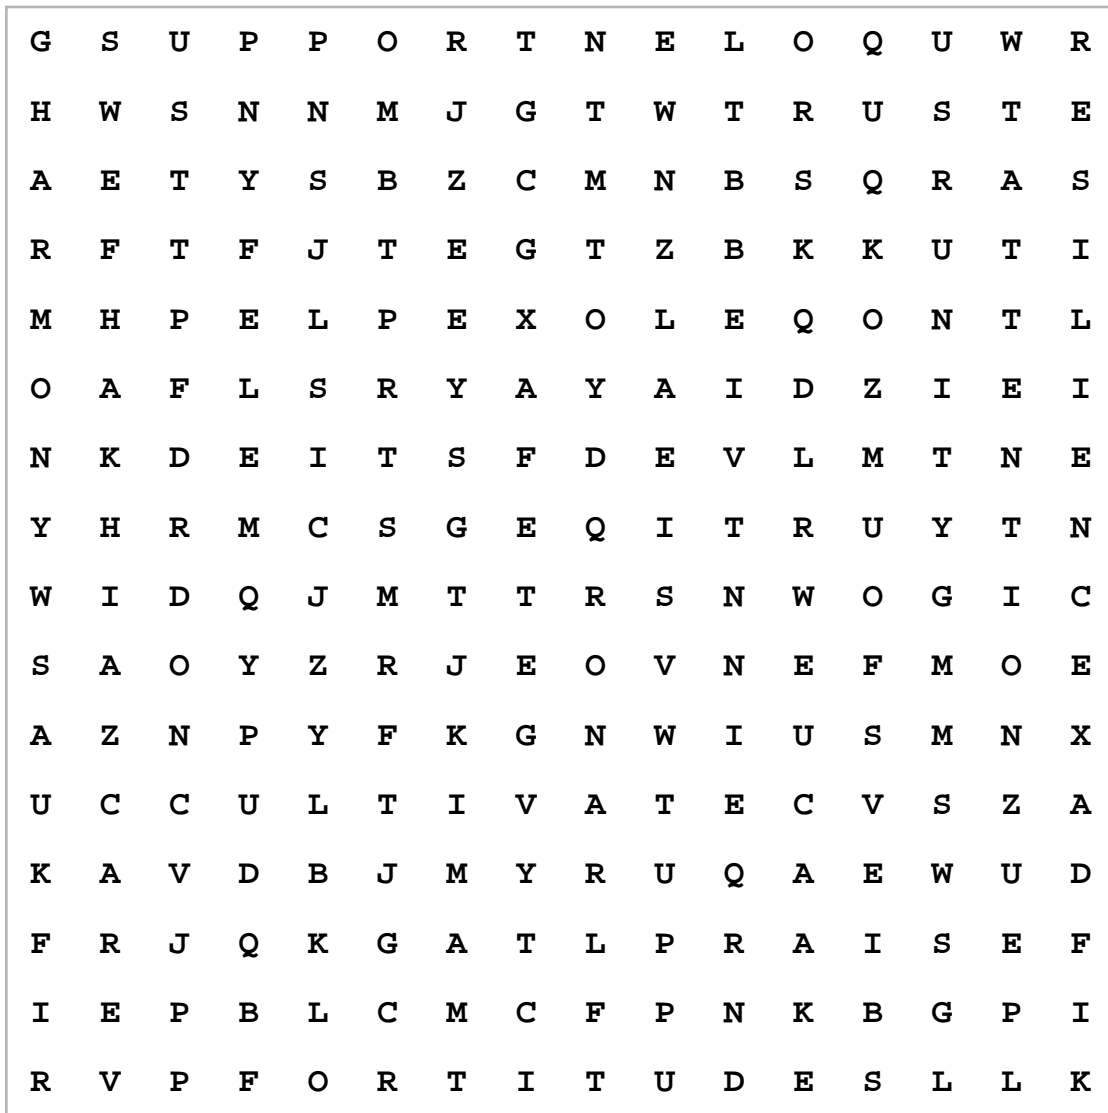 G S U P P O R T N E L O Q U W R
H W S N N M J G T W T R U S T E
A E T Y S B Z C M N B S Q R A S
R F T F J T E G T Z B K K U T I
M H P E L P E X O L E Q O N T L
O A F L S R Y A Y A I D Z I E I
N K D E I T S F D E V L M T N E
Y H R M C S G E Q I T R U Y T N
W I D Q J M T T R S N W O G I C
S A O Y Z R J E O V N E F M O E
A Z N P Y F K G N W I U S M N X
U C C U L T I V A T E C V S Z A
K A V D B J M Y R U Q A E W U D
F R J Q K G A T L P R A I S E F
I E P B L C M C F P N K B G P I
R V P F O R T I T U D E S L L K